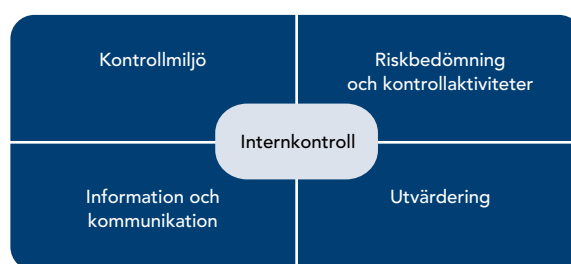 Kontrollmiljö
Riskbedömning
och kontrollaktiviteter
Internkontroll
Information och
kommunikation
Utvärdering